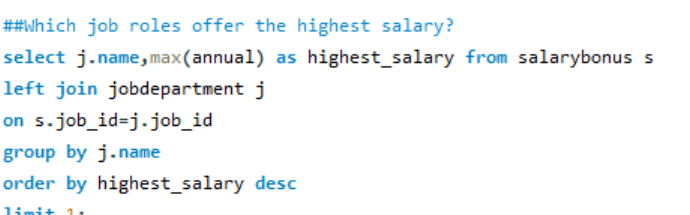 ##Which job roles offer the highest salary?
select j.name,max(annual) as highest_salary from salarybonus s
left join jobdepartment j
on s.job_id=j.job_id
group by j.name
order by highest_salary desc
limit 1;